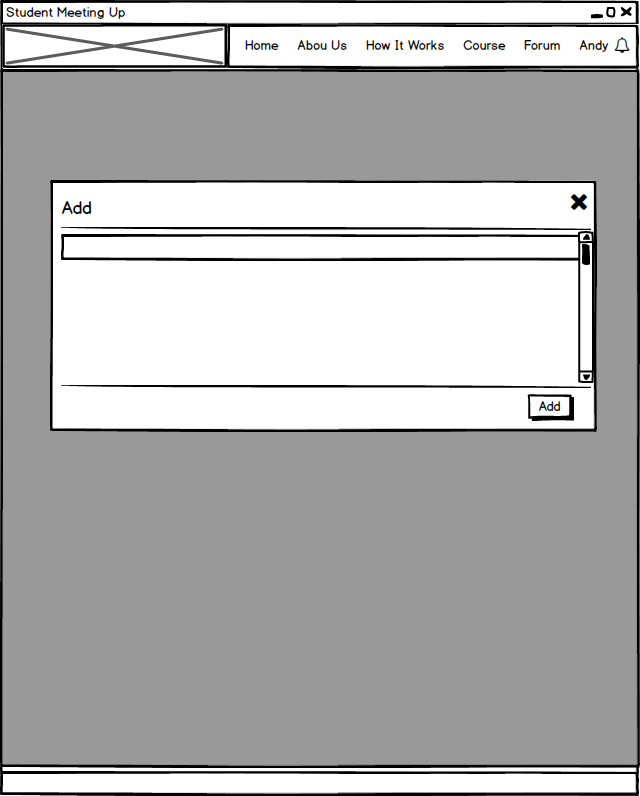 Student Meeting Up
Home Abou Us How It Works Course Forum Andy
Add
Add